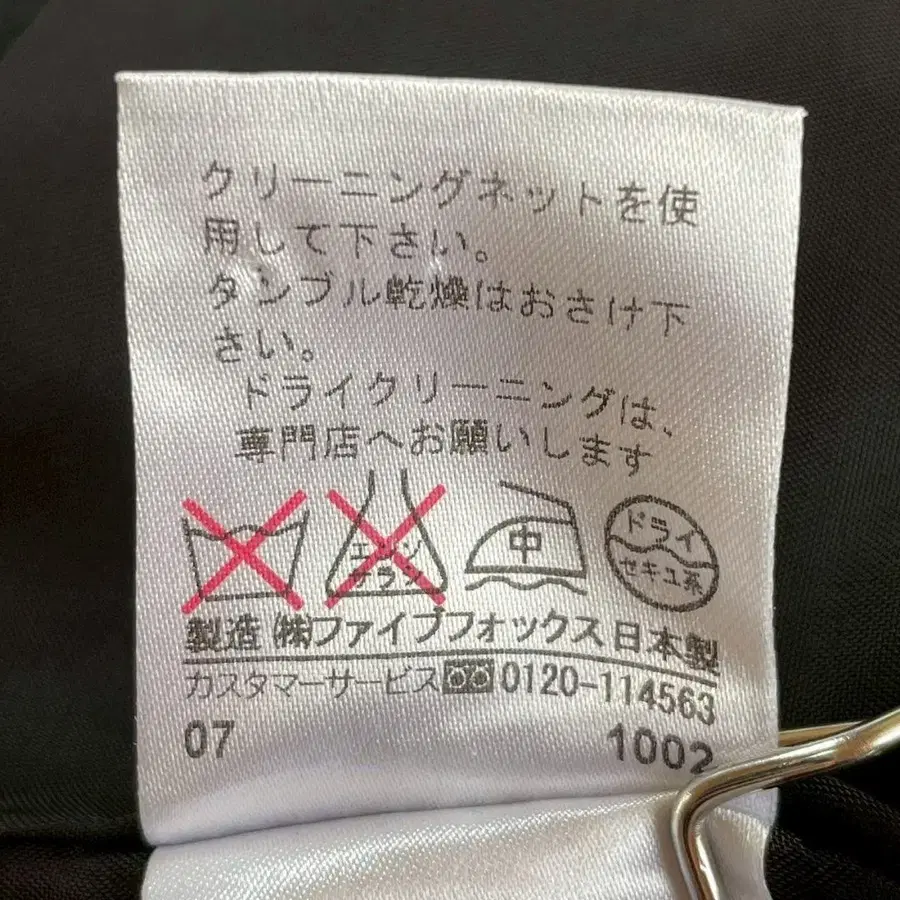 クリーニングネットを使
用して下さい。
タンブル乾燥はおさけ下
さい。
ドライクリーニングは、
専門店へお願いします
エンソ
サラシ
中
ドライ
セキユ系
製造 ㈱ファイブフォックス 日本製
カスタマーサービス 0120-114563
07 1002